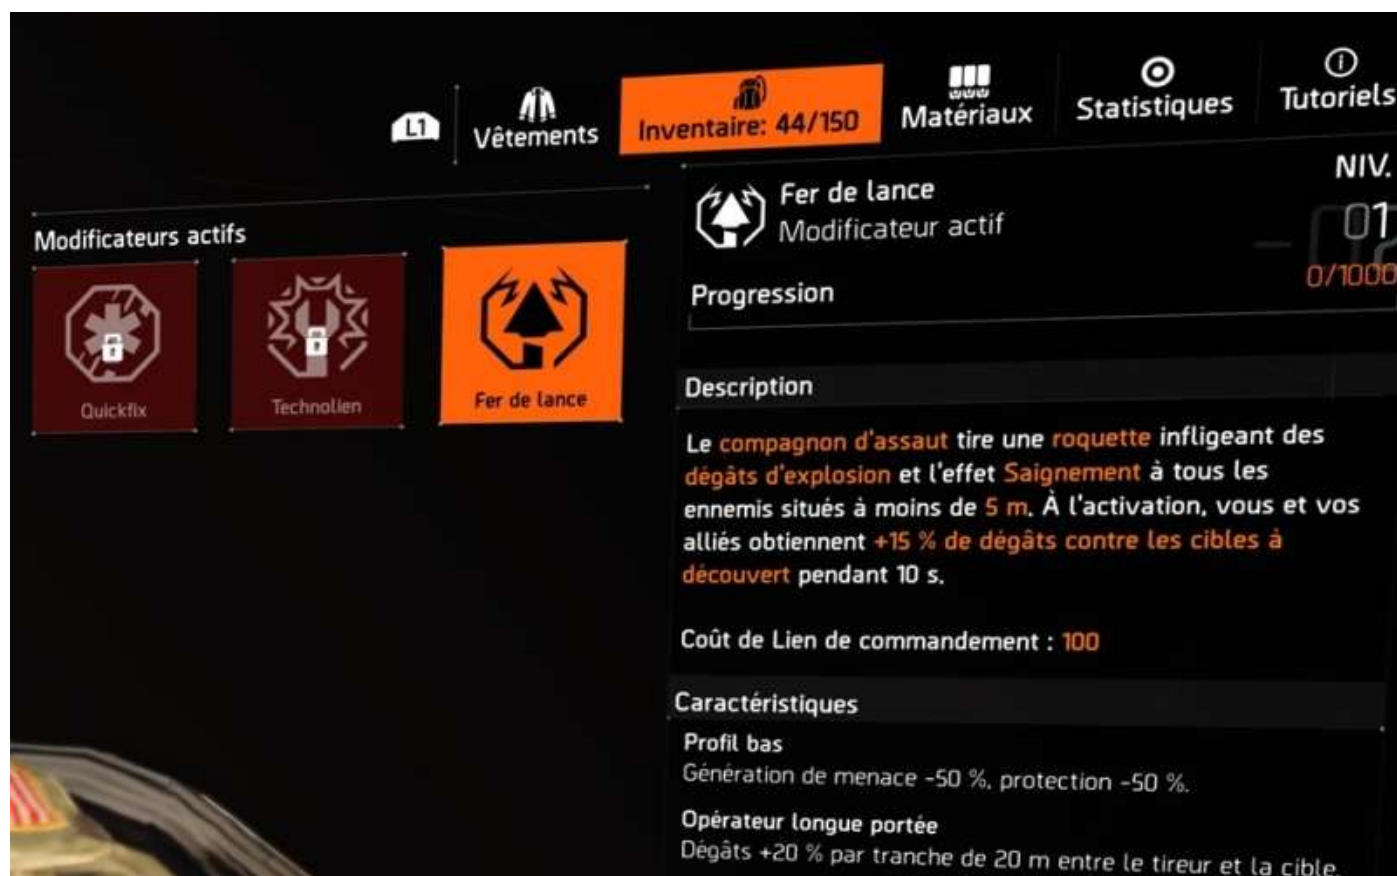 L1
Vêtements
Inventaire: 44/150
Matériaux
Statistiques
Tutoriels
Modificateurs actifs
Quickfix
Technolien
Fer de lance
Fer de lance
Modificateur actif
NIV.
01
0/1000
Progression
Description
Le compagnon d'assaut tire une roquette infligeant des
dégâts d'explosion et l'effet Saignement à tous les
ennemis situés à moins de 5 m. À l'activation, vous et vos
alliés obtiennent +15 % de dégâts contre les cibles à
découvert pendant 10 s.
Coût de Lien de commandement : 100
Caractéristiques
Profil bas
Génération de menace -50 %, protection -50 %.
Opérateur longue portée
Dégâts +20 % par tranche de 20 m entre le tireur et la cible.